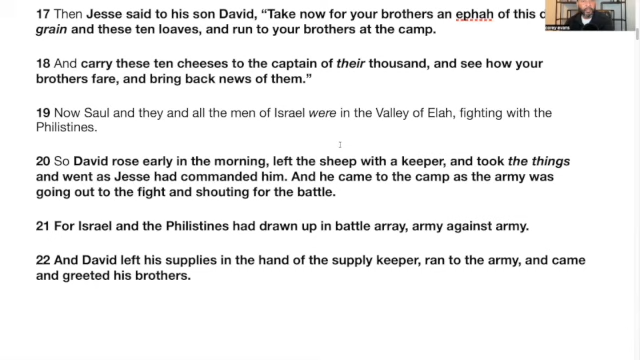 17 Then Jesse said to his son David, “Take now for your brothers an ephah of this
grain and these ten loaves, and run to your brothers at the camp.
18 And carry these ten cheeses to the captain of their thousand, and see how your
brothers fare, and bring back news of them.”
19 Now Saul and they and all the men of Israel were in the Valley of Elah, fighting with the
Philistines.
20 So David rose early in the morning, left the sheep with a keeper, and took the things
and went as Jesse had commanded him. And he came to the camp as the army was
going out to the fight and shouting for the battle.
21 For Israel and the Philistines had drawn up in battle array, army against army.
22 And David left his supplies in the hand of the supply keeper, ran to the army, and came
and greeted his brothers.